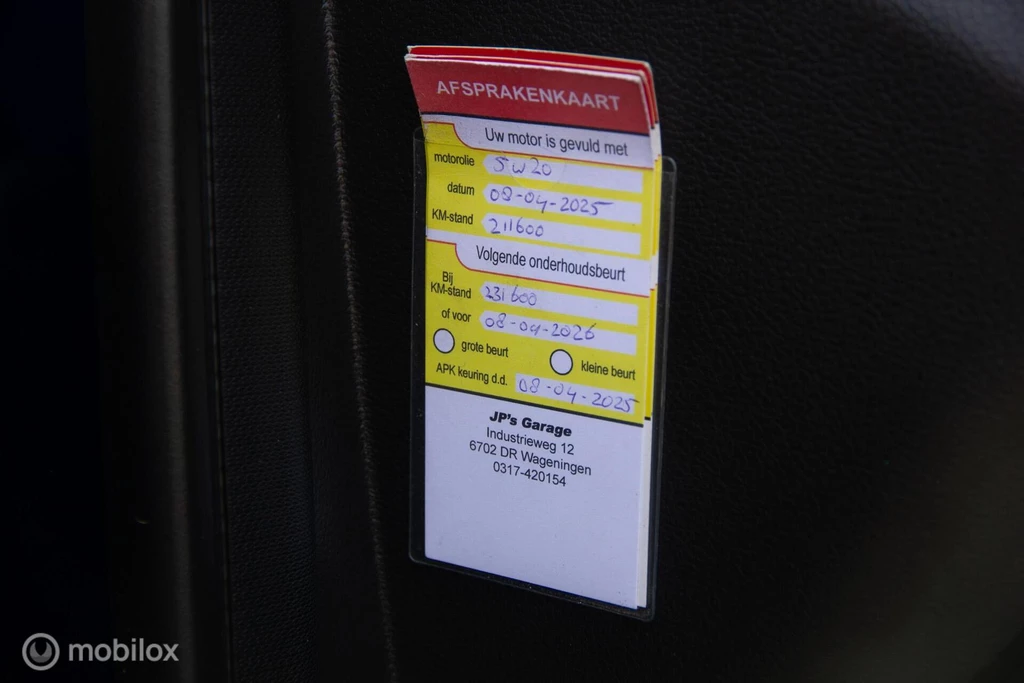 AFSPRAKENKAART
Uw motor is gevuld met
motorolie 5W20
datum 08-04-2025
KM-stand 211600
Volgende onderhoudsbeurt
Bij
KM-stand 231600
of voor 08-04-2026
grote beurt kleine beurt
APK keuring d.d. 08-04-2025
JP's Garage
Industrieweg 12
6702 DR Wageningen
0317-420154
mobilox